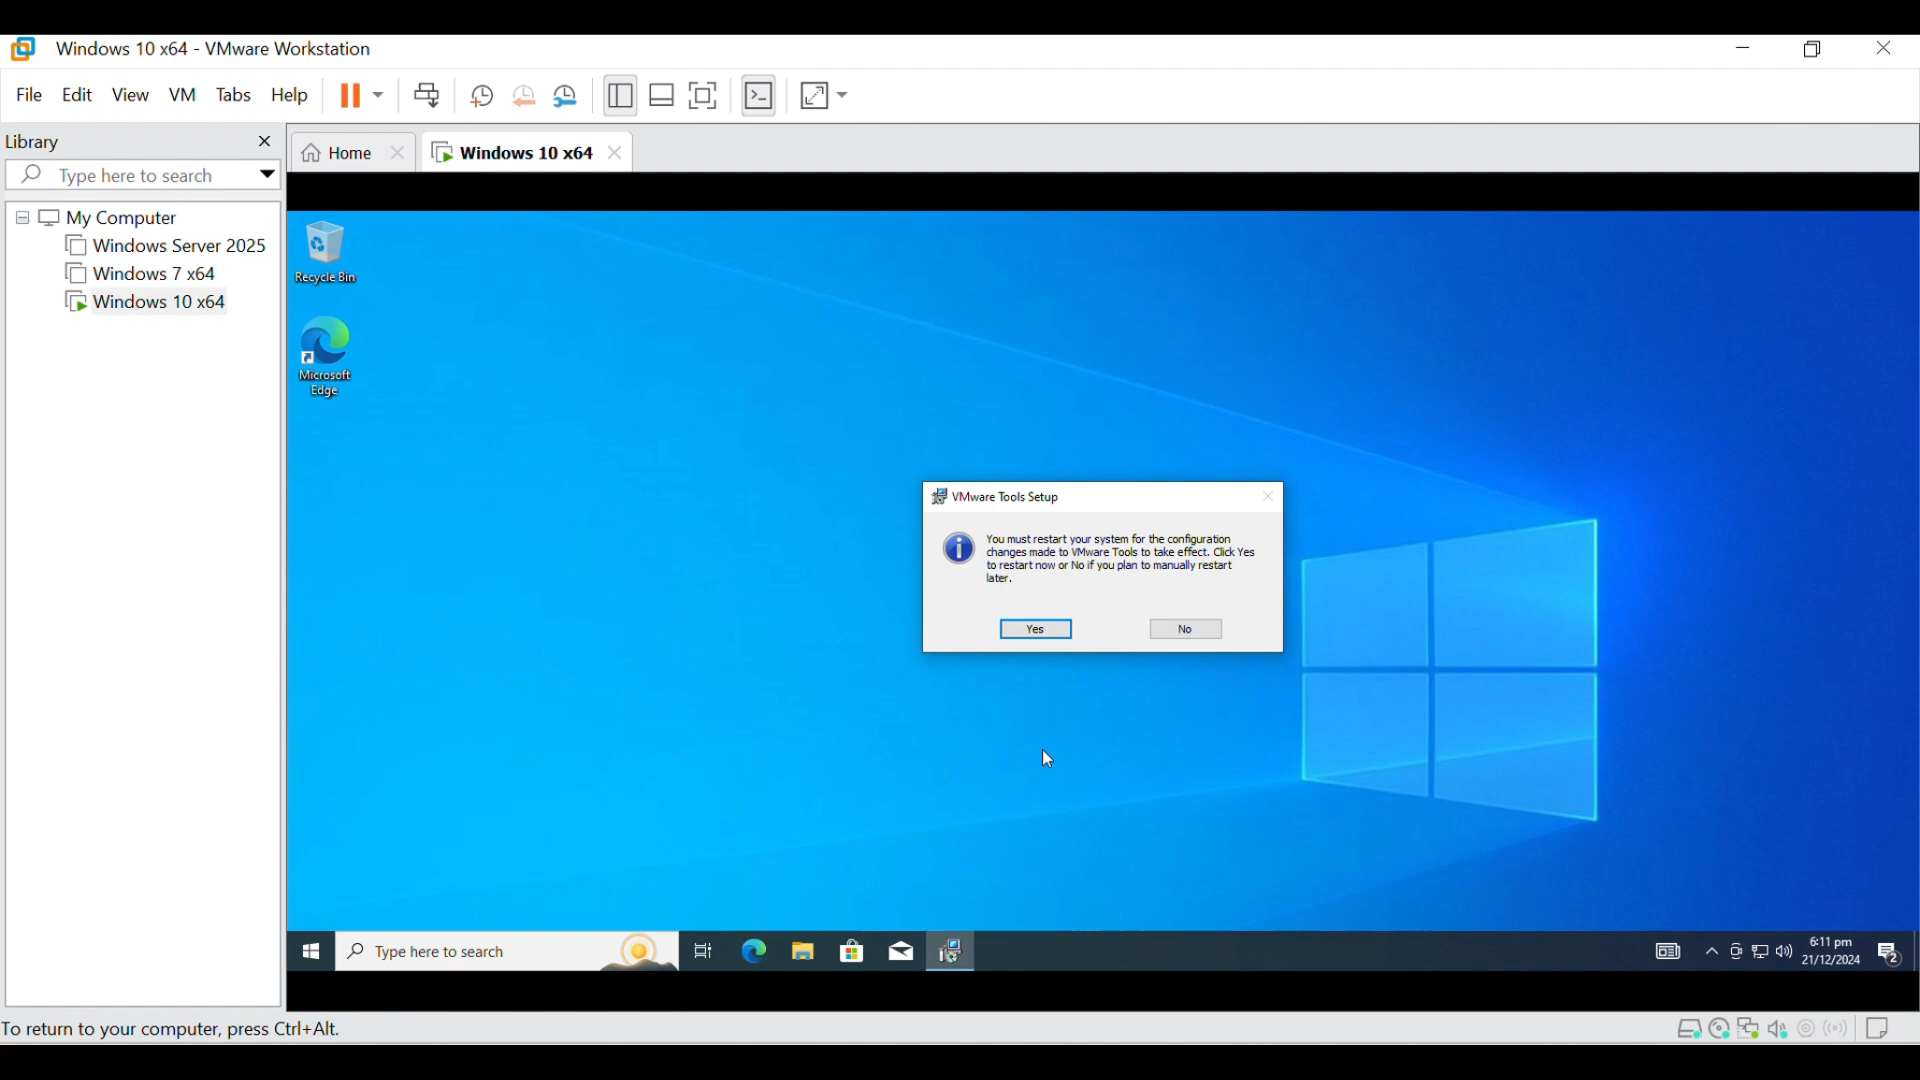 Windows 10 x64 - VMware Workstation
File Edit View VM Tabs Help
Library
Type here to search
My Computer
Windows Server 2025
Windows 7 x64
Windows 10 x64
Home
Windows 10 x64
Recycle Bin
Microsoft
Edge
VMware Tools Setup
You must restart your system for the configuration
changes made to VMware Tools to take effect. Click Yes
to restart now or No if you plan to manually restart
later.
Yes
No
Type here to search
6:11 pm
21/12/2024
2
To return to your computer, press Ctrl+Alt.